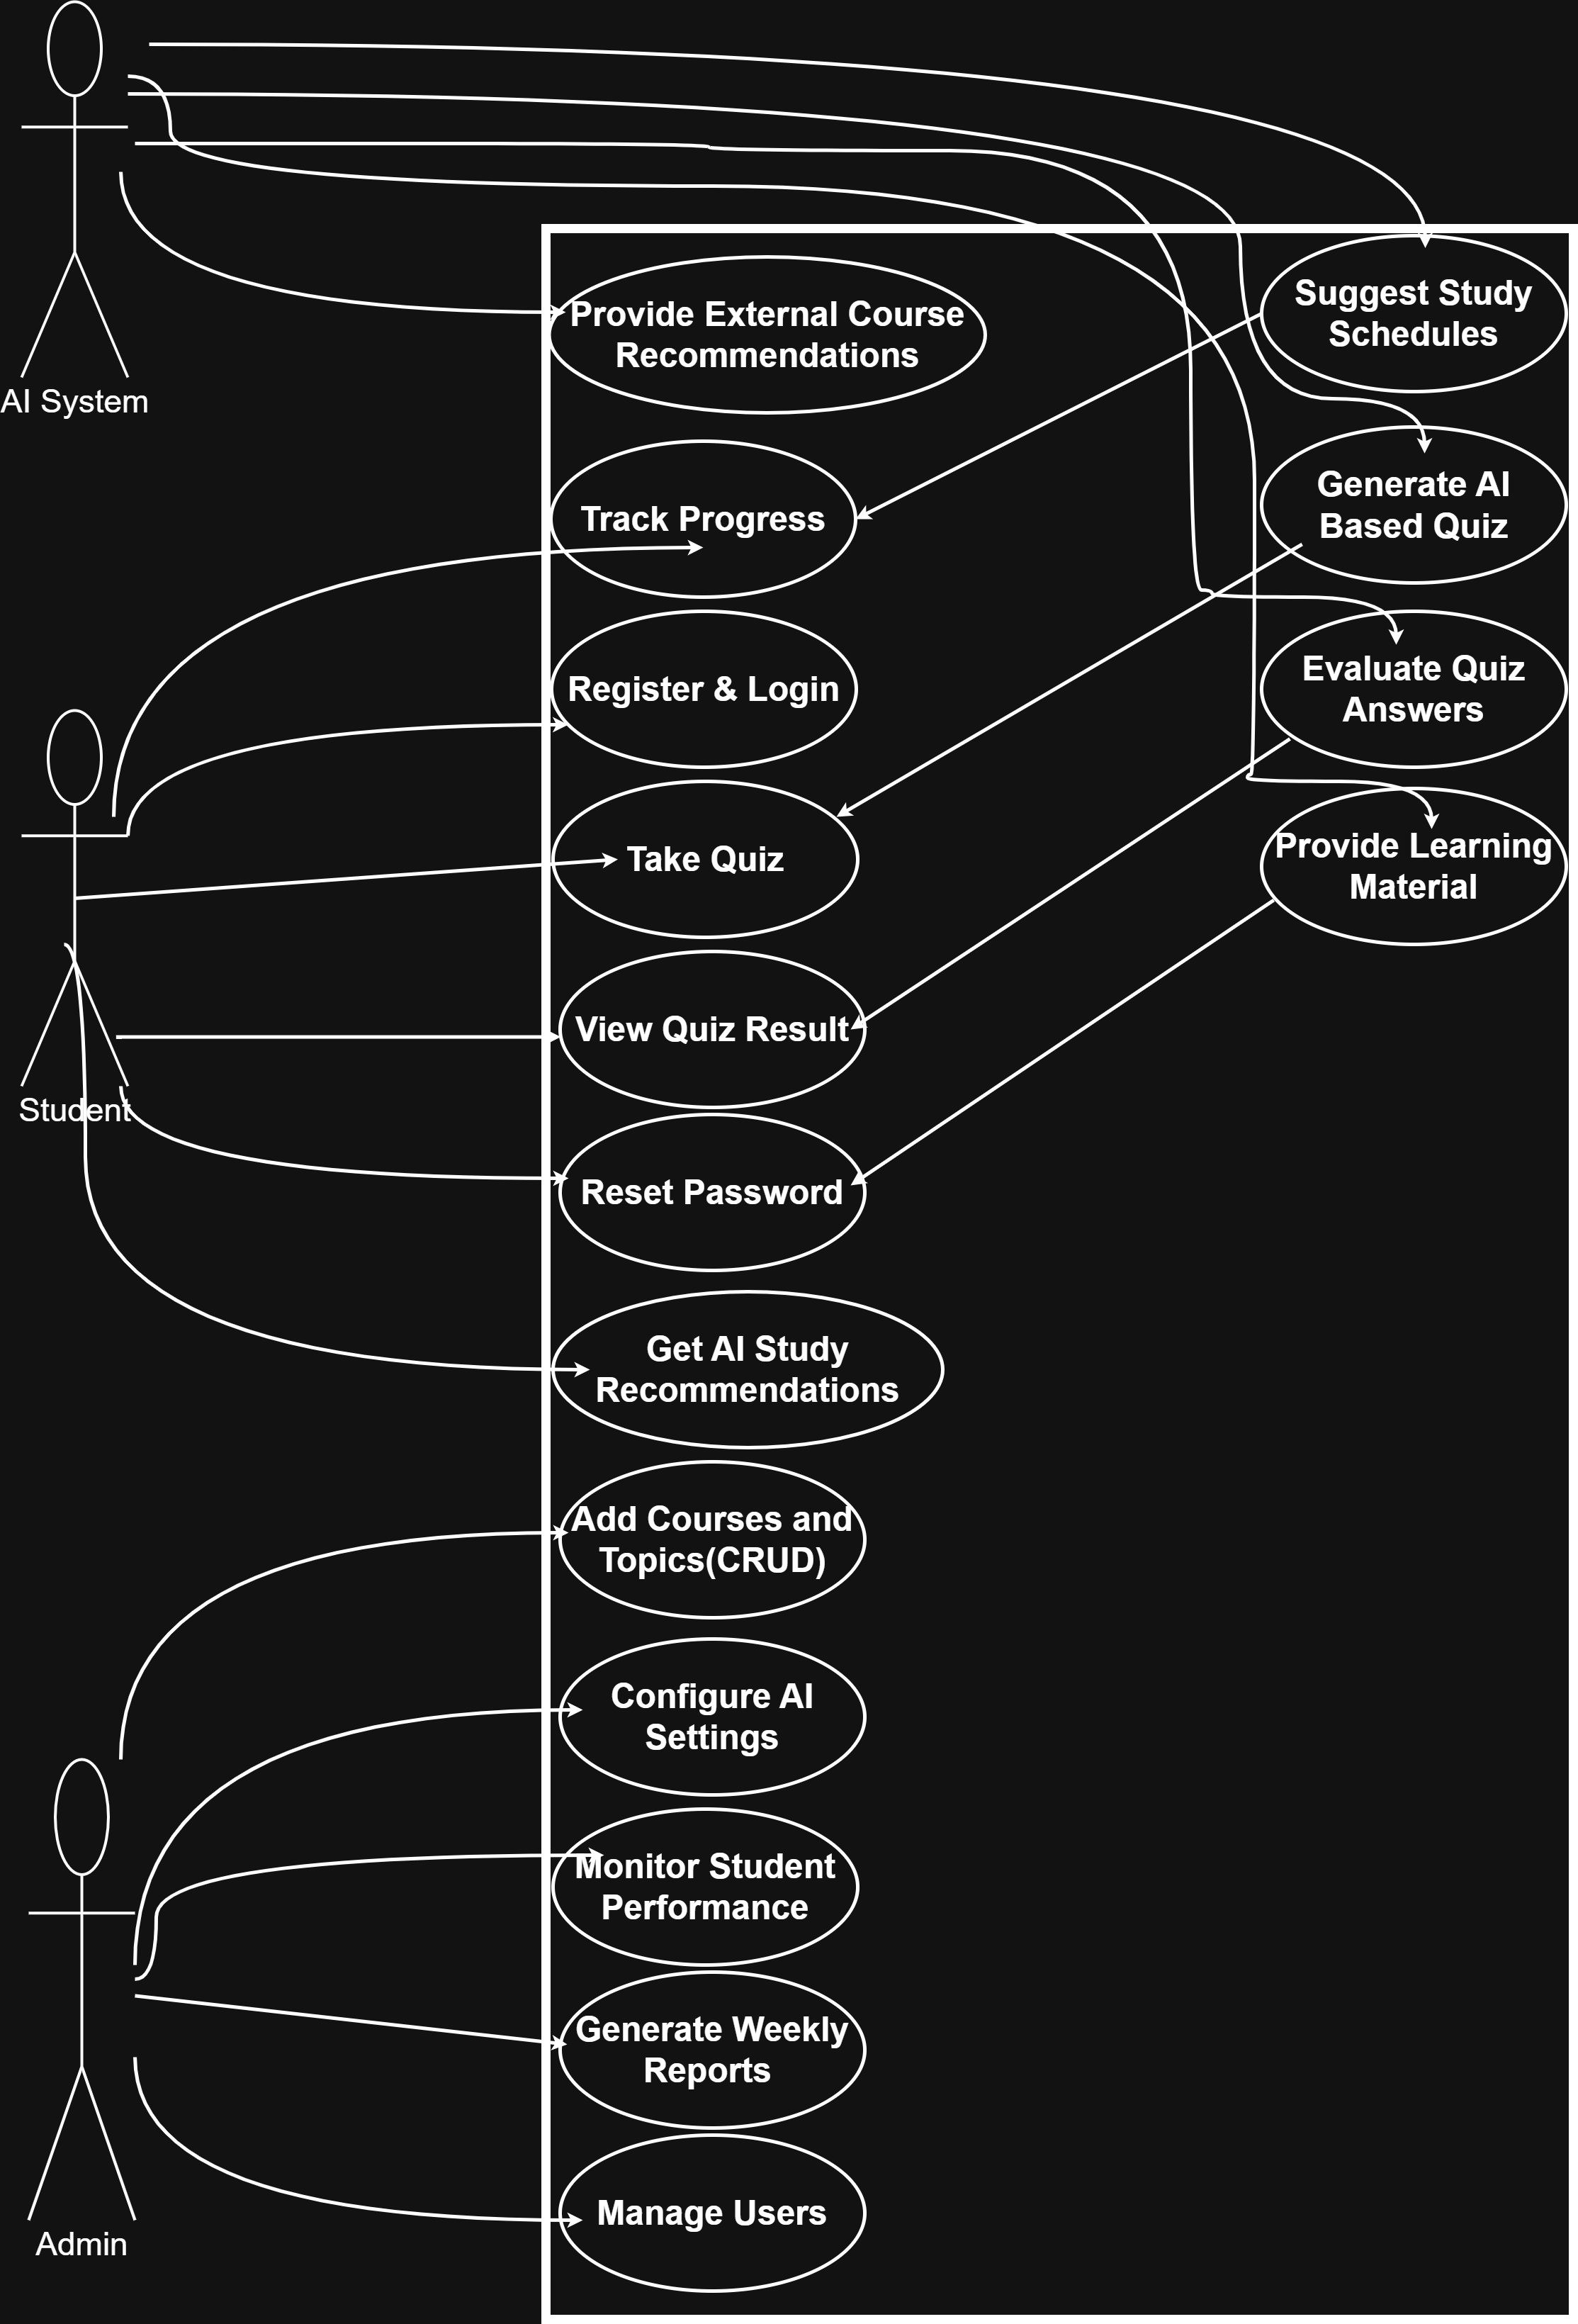 AI System
Provide External Course
Recommendations
Suggest Study
Schedules
Track Progress
Generate AI
Based Quiz
Register & Login
Evaluate Quiz
Answers
Take Quiz
Provide Learning
Material
View Quiz Result
Student
Reset Password
Get AI Study
Recommendations
Add Courses and
Topics(CRUD)
Configure AI
Settings
Monitor Student
Performance
Generate Weekly
Reports
Manage Users
Admin